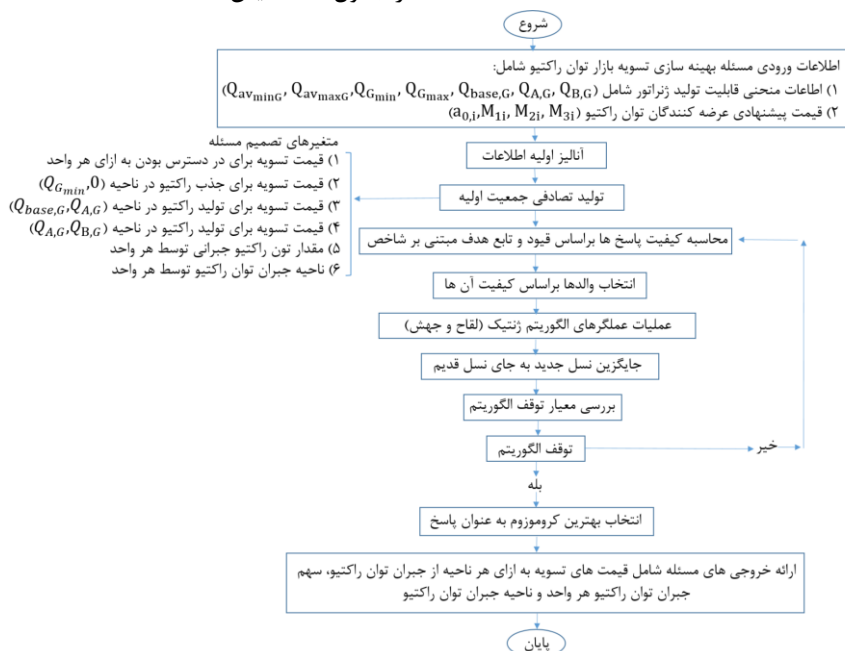 شروع
اطلاعات ورودی مسئله بهینه سازی تسویه بازار توان راکتیو شامل:
۱) اطاعات منحنی قابلیت تولید ژنراتور شامل (Q_{av_{minG}}, Q_{av_{maxG}}, Q_{G_{min}}, Q_{G_{max}}, Q_{base,G}, Q_{A,G}, Q_{B,G})
۲) قیمت پیشنهادی عرضه کنندگان توان راکتیو (a_{0,i}, M_{1i}, M_{2i}, M_{3i})
آنالیز اولیه اطلاعات
تولید تصادفی جمعیت اولیه
متغیرهای تصمیم مسئله
۱) قیمت تسویه برای در دسترس بودن به ازای هر واحد
۲) قیمت تسویه برای جذب راکتیو در ناحیه (Q_{G_{min}},0)
۳) قیمت تسویه برای تولید راکتیو در ناحیه (Q_{base,G},Q_{A,G})
۴) قیمت تسویه برای تولید راکتیو در ناحیه (Q_{A,G},Q_{B,G})
۵) مقدار تون راکتیو جبرانی توسط هر واحد
۶) ناحیه جبران توان راکتیو توسط هر واحد
محاسبه کیفیت پاسخ ها براساس قیود و تابع هدف مبتنی بر شاخص
انتخاب والدها براساس کیفیت آن ها
عملیات عملگرهای الگوریتم ژنتیک (لقاح و جهش)
جایگزین نسل جدید به جای نسل قدیم
بررسی معیار توقف الگوریتم
توقف الگوریتم
خیر
بله
انتخاب بهترین کروموزوم به عنوان پاسخ
ارائه خروجی های مسئله شامل قیمت های تسویه به ازای هر ناحیه از جبران توان راکتیو، سهم
جبران توان راکتیو هر واحد و ناحیه جبران توان راکتیو
پایان